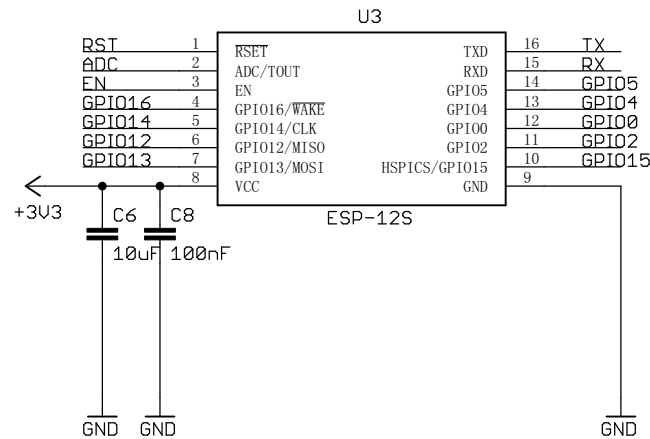 U3
RST 1 RSET TXD 16 TX
ADC 2 ADC/TOUT RXD 15 RX
EN 3 EN GPIO5 14 GPIO5
GPIO16 4 GPIO16/WAKE GPIO4 13 GPIO4
GPIO14 5 GPIO14/CLK GPIO0 12 GPIO0
GPIO12 6 GPIO12/MISO GPIO2 11 GPIO2
GPIO13 7 GPIO13/MOSI HSPICS/GPIO15 10 GPIO15
8 VCC GND 9
+3V3 C6 C8 ESP-12S
10uF 100nF
GND GND GND